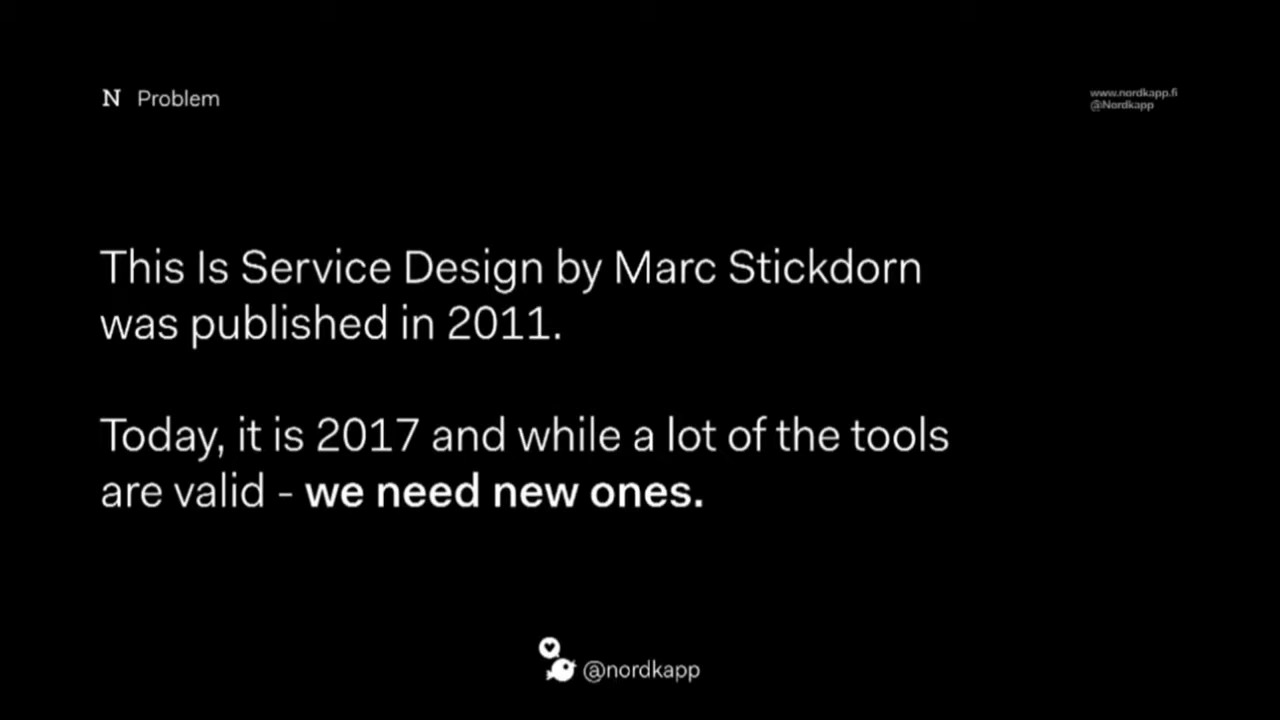 N Problem
www.nordkapp.fi
@Nordkapp
This Is Service Design by Marc Stickdorn
was published in 2011.
Today, it is 2017 and while a lot of the tools
are valid - we need new ones.
@nordkapp